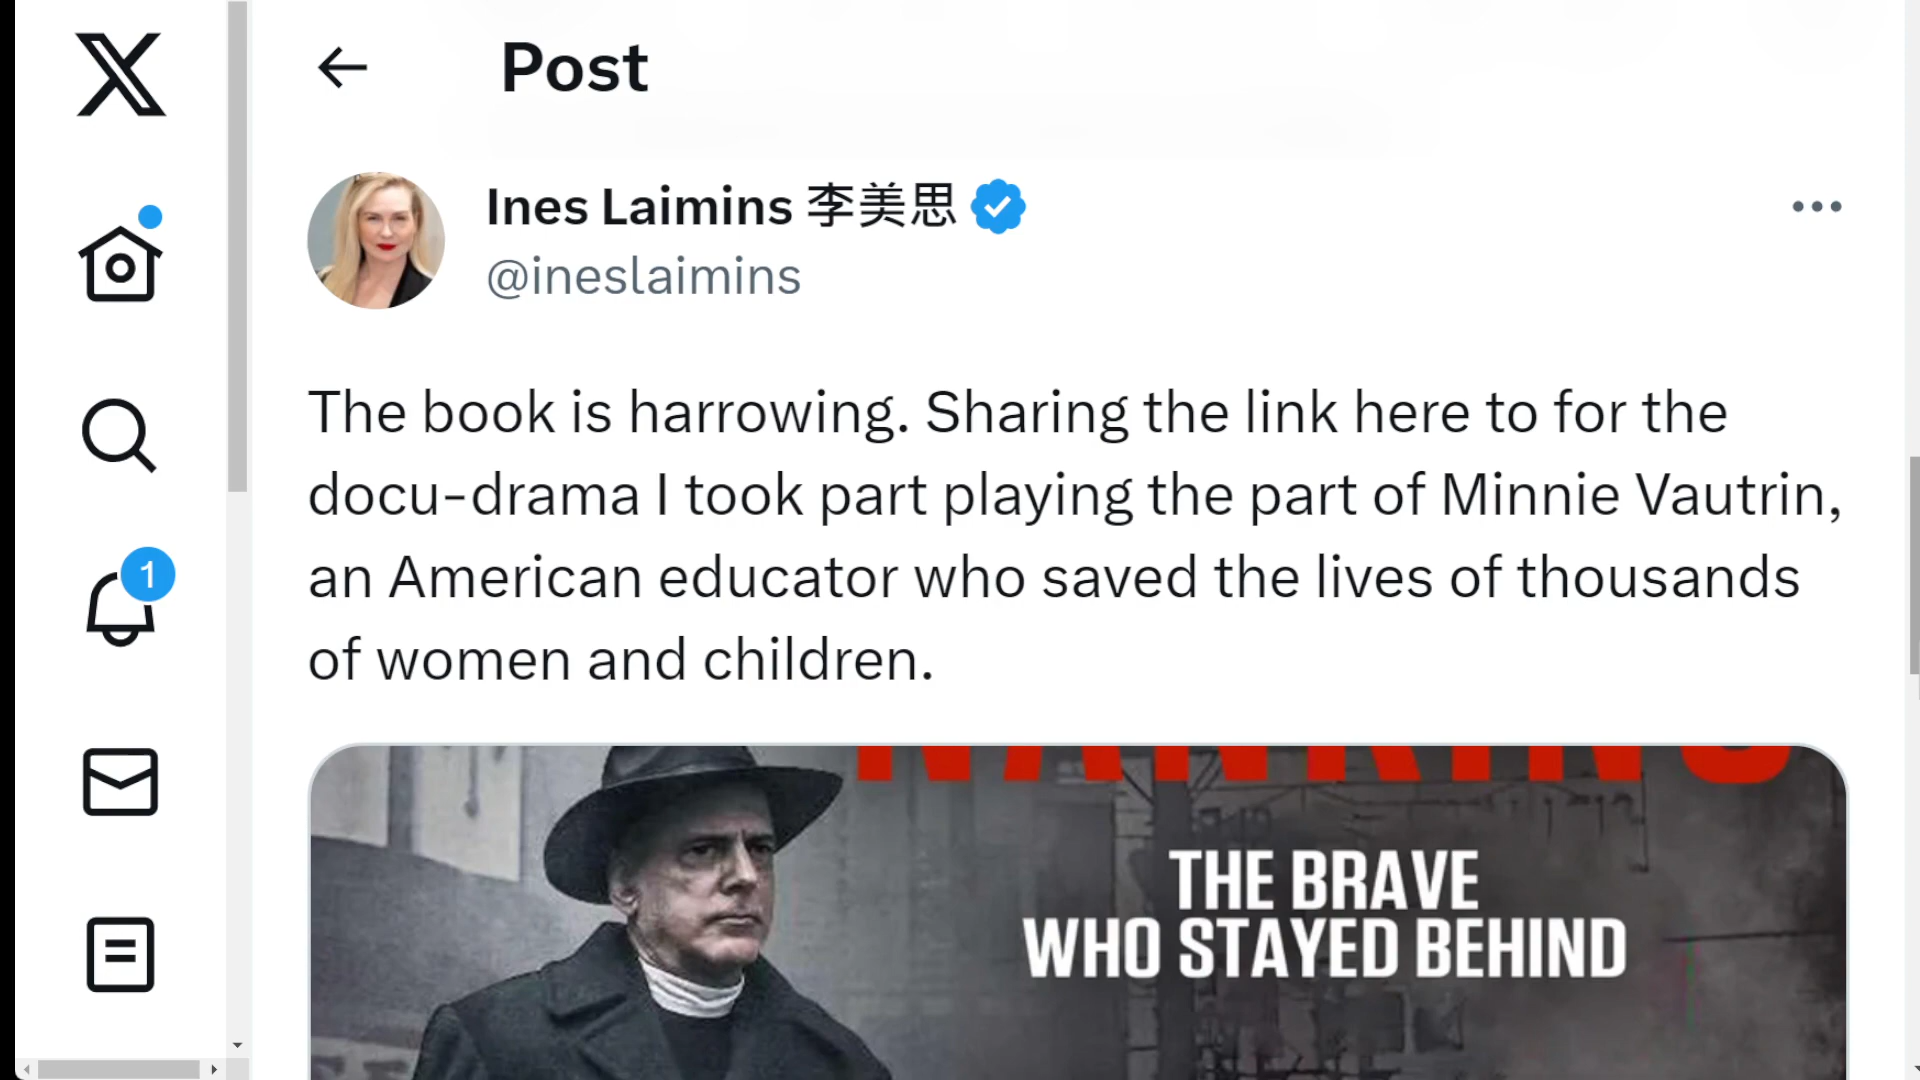 Post
Ines Laimins 李美思
@ineslaimins
1
The book is harrowing. Sharing the link here to for the
docu-drama I took part playing the part of Minnie Vautrin,
an American educator who saved the lives of thousands
of women and children.
NANKING
THE BRAVE
WHO STAYED BEHIND